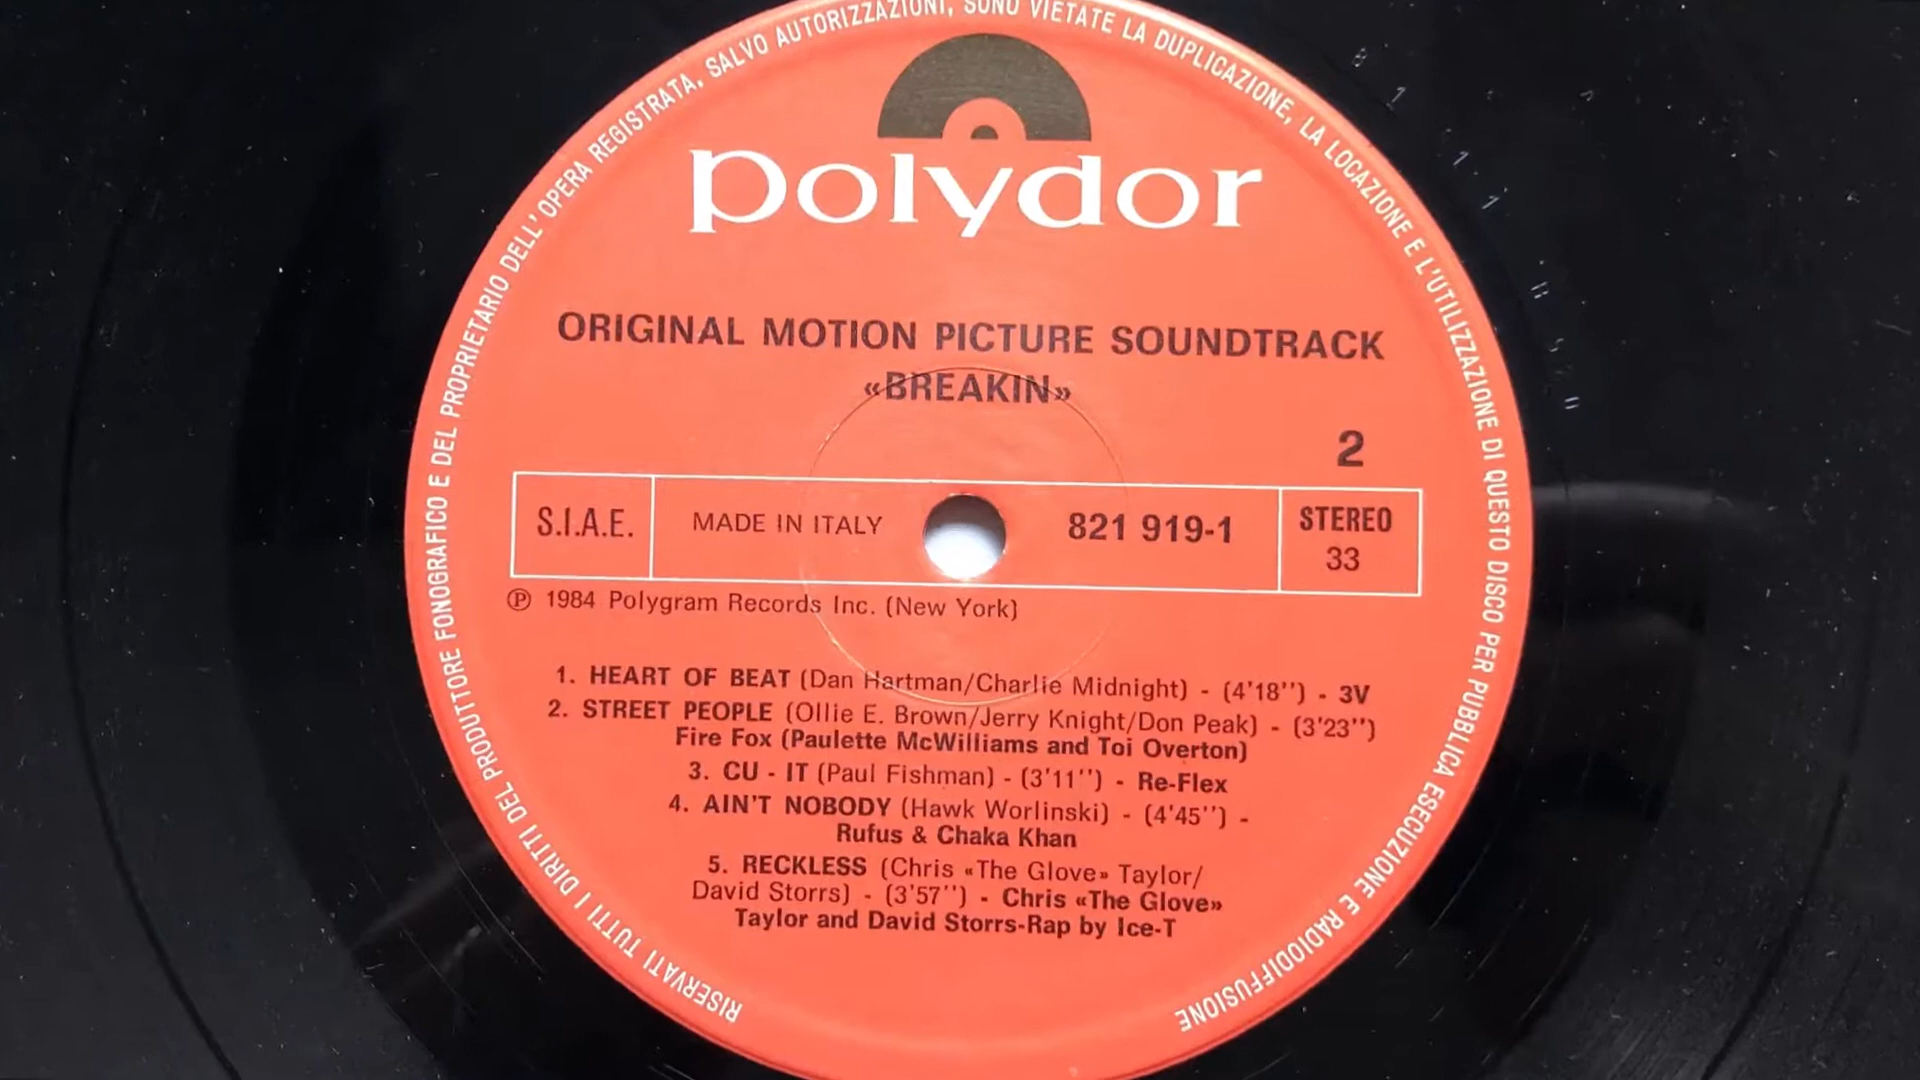 RISERVATI TUTTI I DIRITTI DEL PRODUTTORE FONOGRAFICO E DEL PROPRIETARIO DELL'OPERA REGISTRATA. SALVO AUTORIZZAZIONI, SONO VIETATE LA DUPLICAZIONE, LA LOCAZIONE E L'UTILIZZAZIONE DI QUESTO DISCO PER PUBBLICA ESECUZIONE E RADIODIFFUSIONE
polydor
ORIGINAL MOTION PICTURE SOUNDTRACK
«BREAKIN»
2
S.I.A.E. MADE IN ITALY 821 919-1 STEREO
33
℗ 1984 Polygram Records Inc. (New York)
1. HEART OF BEAT (Dan Hartman/Charlie Midnight) - (4'18'') - 3V
2. STREET PEOPLE (Ollie E. Brown/Jerry Knight/Don Peak) - (3'23'')
Fire Fox (Paulette McWilliams and Toi Overton)
3. CU - IT (Paul Fishman) - (3'11'') - Re-Flex
4. AIN'T NOBODY (Hawk Worlinski) - (4'45'') -
Rufus & Chaka Khan
5. RECKLESS (Chris «The Glove» Taylor/
David Storrs) - (3'57'') - Chris «The Glove»
Taylor and David Storrs-Rap by Ice-T